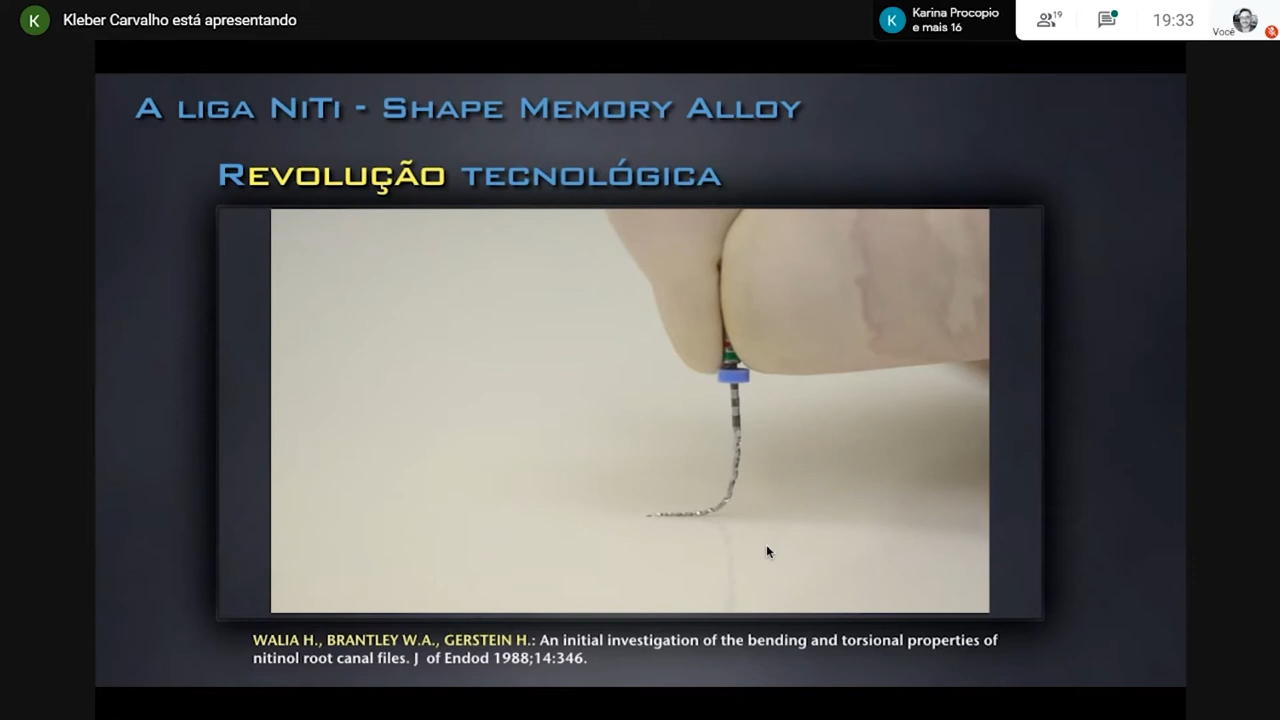 K Kleber Carvalho está apresentando
K Karina Procopio
e mais 16
19
19:33
Você
A LIGA NITI - SHAPE MEMORY ALLOY
REVOLUÇÃO TECNOLÓGICA
WALIA H., BRANTLEY W.A., GERSTEIN H.: An initial investigation of the bending and torsional properties of
nitinol root canal files. J of Endod 1988;14:346.